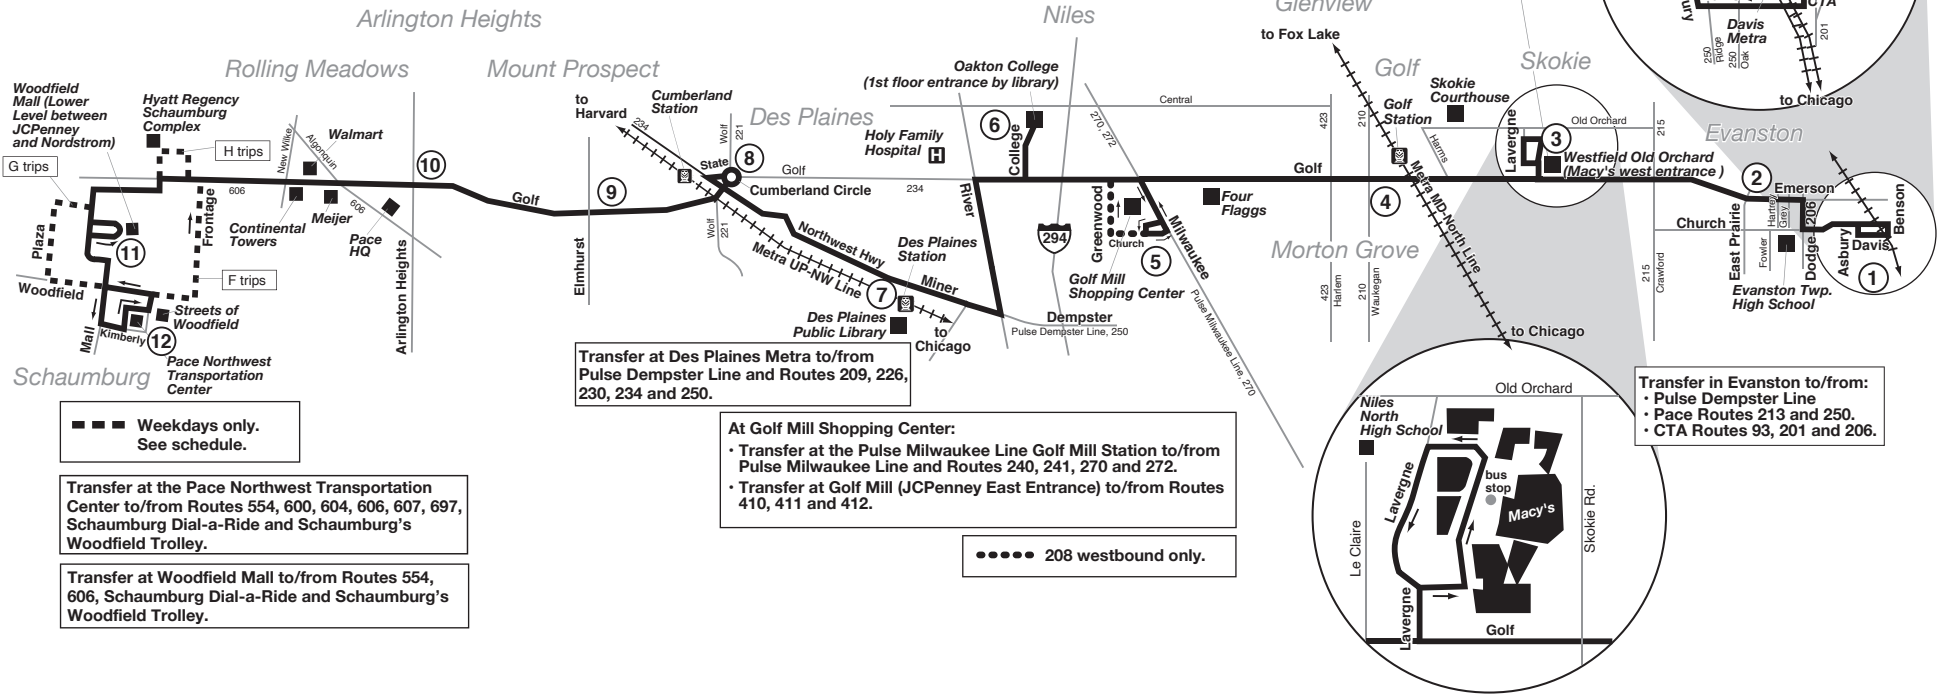 Arlington Heights
Niles
Glenview
to Fox Lake
CTA
Davis
Metra
250
Ridge
250
Oak
201
to Chicago
Rolling Meadows
Mount Prospect
Des Plaines
Golf
Skokie
Evanston
Woodfield
Mall (Lower
Level between
JCPenney
and Nordstrom)
Hyatt Regency
Schaumburg
Complex
G trips
H trips
New Wilke
Algonquin
Walmart
10
606
606
Continental
Towers
Meijer
Pace
HQ
Arlington Heights
Plaza
Frontage
11
F trips
Woodfield
Mall
Kimberly
12
Streets of
Woodfield
Pace Northwest
Transportation
Center
Schaumburg
to
Harvard
234
Cumberland
Station
Wolf
221
State
8
Golf
Cumberland Circle
Golf
9
Elmhurst
Wolf
221
Northwest Hwy
Metra UP-NW Line
7
Des Plaines
Station
Miner
Des Plaines
Public Library
to
Chicago
234
Holy Family
Hospital
H
Oakton College
(1st floor entrance by library)
6
College
River
Central
270, 272
294
Greenwood
Church
Milwaukee
5
Golf Mill
Shopping Center
Dempster
Pulse Dempster Line, 250
Pulse Milwaukee Line, 270
Four
Flaggs
Golf
Morton Grove
423
210
423
Harlem
210
Waukegan
4
Golf
Station
Metra MD-North Line
Skokie
Courthouse
Harms
to Chicago
Lavergne
Old Orchard
3
Westfield Old Orchard
(Macy's west entrance )
215
215
Crawford
2
Emerson
Church
East Prairie
Hartrey
Grey
Fowler
Dodge
206
Evanston Twp.
High School
Asbury
Davis
Benson
1
Weekdays only.
See schedule.
Transfer at the Pace Northwest Transportation
Center to/from Routes 554, 600, 604, 606, 607, 697,
Schaumburg Dial-a-Ride and Schaumburg's
Woodfield Trolley.
Transfer at Woodfield Mall to/from Routes 554,
606, Schaumburg Dial-a-Ride and Schaumburg's
Woodfield Trolley.
Transfer at Des Plaines Metra to/from
Pulse Dempster Line and Routes 209, 226,
230, 234 and 250.
At Golf Mill Shopping Center:
· Transfer at the Pulse Milwaukee Line Golf Mill Station to/from
Pulse Milwaukee Line and Routes 240, 241, 270 and 272.
· Transfer at Golf Mill (JCPenney East Entrance) to/from Routes
410, 411 and 412.
208 westbound only.
Transfer in Evanston to/from:
· Pulse Dempster Line
· Pace Routes 213 and 250.
· CTA Routes 93, 201 and 206.
Old Orchard
Niles
North
High School
Lavergne
bus
stop
Macy's
Le Claire
Skokie Rd.
Lavergne
Golf